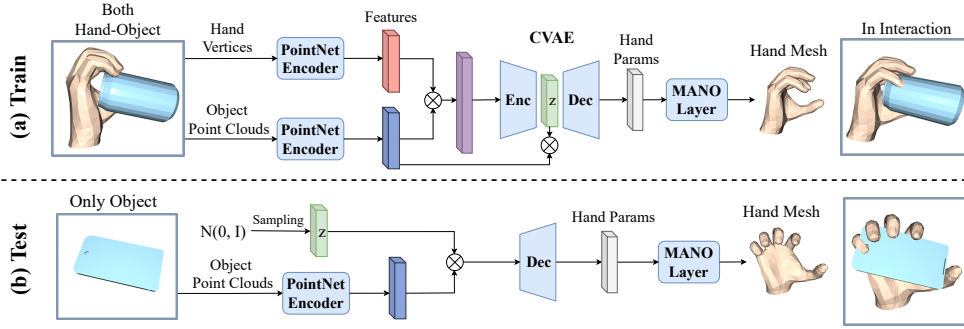 (a) Train
Both
Hand-Object
Hand
Vertices
PointNet
Encoder
Features
Object
Point Clouds
PointNet
Encoder
CVAE
Enc
z
Dec
Hand
Params
MANO
Layer
Hand Mesh
In Interaction
(b) Test
Only Object
N(0, I)
Sampling
z
Object
Point Clouds
PointNet
Encoder
Dec
Hand Params
MANO
Layer
Hand Mesh